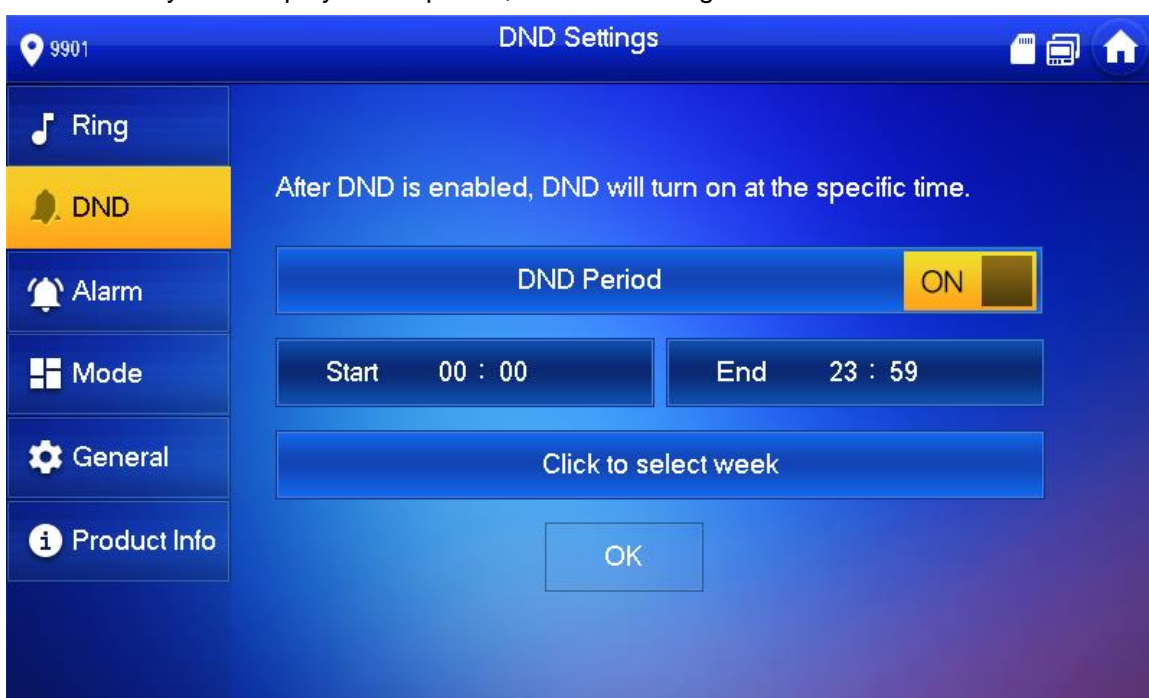 9901
DND Settings
Ring
DND
Alarm
Mode
General
Product Info
After DND is enabled, DND will turn on at the specific time.
DND Period
ON
Start 00 : 00
End 23 : 59
Click to select week
OK